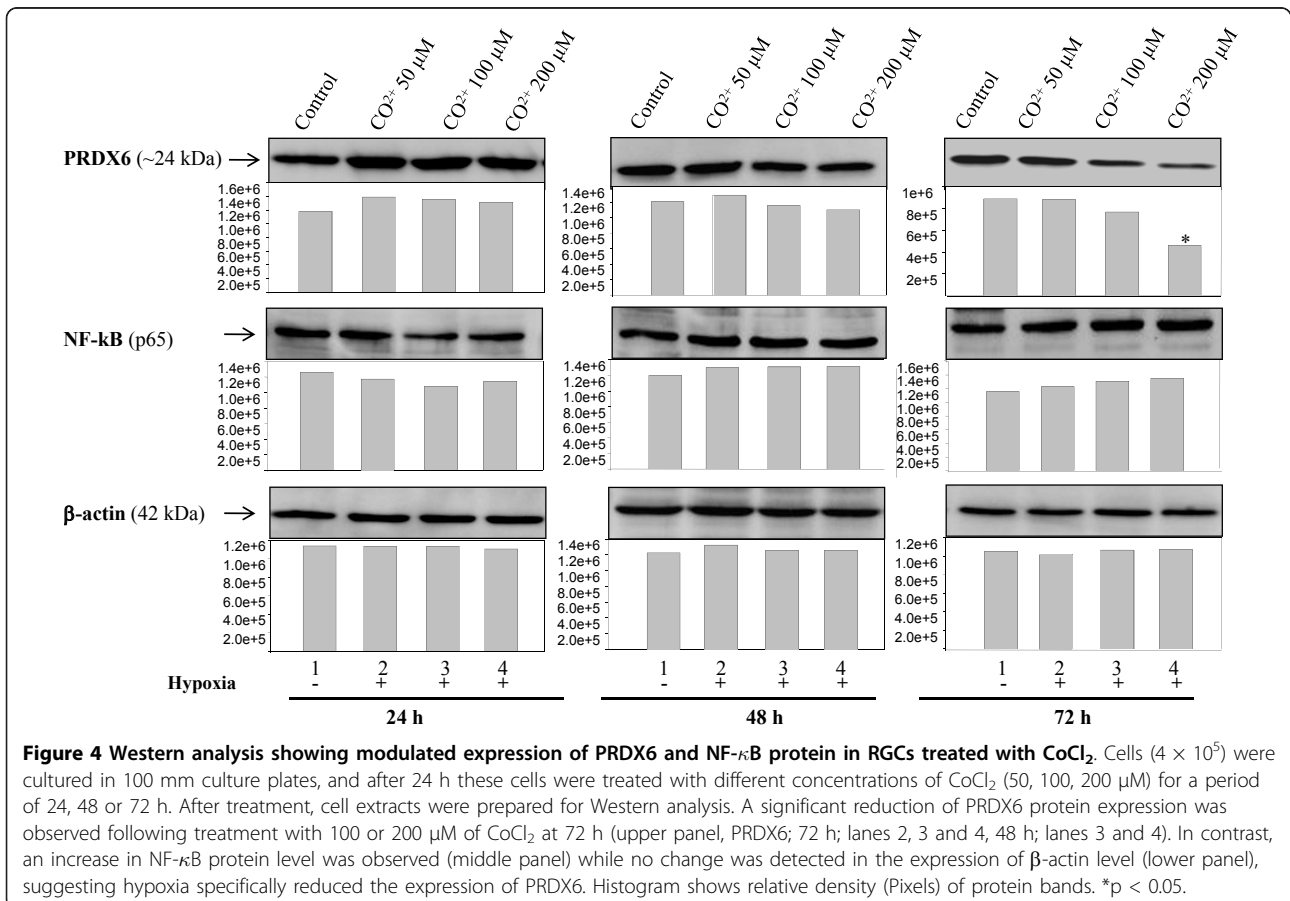 Control CO²⁺ 50 µM CO²⁺ 100 µM CO²⁺ 200 µM Control CO²⁺ 50 µM CO²⁺ 100 µM CO²⁺ 200 µM Control CO²⁺ 50 µM CO²⁺ 100 µM CO²⁺ 200 µM
PRDX6 (~24 kDa)
1.6e+6 1.4e+6 1e+6
1.4e+6 1.2e+6 8e+5
1.2e+6 1.0e+6 6e+5 *
1.0e+6 8.0e+5 4e+5
8.0e+5 6.0e+5 2e+5
6.0e+5 4.0e+5
4.0e+5 2.0e+5
2.0e+5
NF-kB (p65)
1.4e+6 1.4e+6 1.6e+6
1.2e+6 1.2e+6 1.4e+6
1.0e+6 1.0e+6 1.2e+6
8.0e+5 8.0e+5 1.0e+6
6.0e+5 6.0e+5 8.0e+5
4.0e+5 4.0e+5 6.0e+5
2.0e+5 2.0e+5 4.0e+5
2.0e+5
β-actin (42 kDa)
1.2e+6 1.4e+6 1.2e+6
1.0e+6 1.2e+6 1.0e+6
8.0e+5 1.0e+6 8.0e+5
6.0e+5 8.0e+5 6.0e+5
4.0e+5 6.0e+5 4.0e+5
2.0e+5 4.0e+5 2.0e+5
2.0e+5
1 2 3 4 1 2 3 4 1 2 3 4
Hypoxia - + + + - + + + - + + +
24 h 48 h 72 h
Figure 4 Western analysis showing modulated expression of PRDX6 and NF-κB protein in RGCs treated with CoCl₂. Cells (4 × 10⁵) were
cultured in 100 mm culture plates, and after 24 h these cells were treated with different concentrations of CoCl₂ (50, 100, 200 μM) for a period
of 24, 48 or 72 h. After treatment, cell extracts were prepared for Western analysis. A significant reduction of PRDX6 protein expression was
observed following treatment with 100 or 200 μM of CoCl₂ at 72 h (upper panel, PRDX6; 72 h; lanes 2, 3 and 4, 48 h; lanes 3 and 4). In contrast,
an increase in NF-κB protein level was observed (middle panel) while no change was detected in the expression of β-actin level (lower panel),
suggesting hypoxia specifically reduced the expression of PRDX6. Histogram shows relative density (Pixels) of protein bands. *p < 0.05.